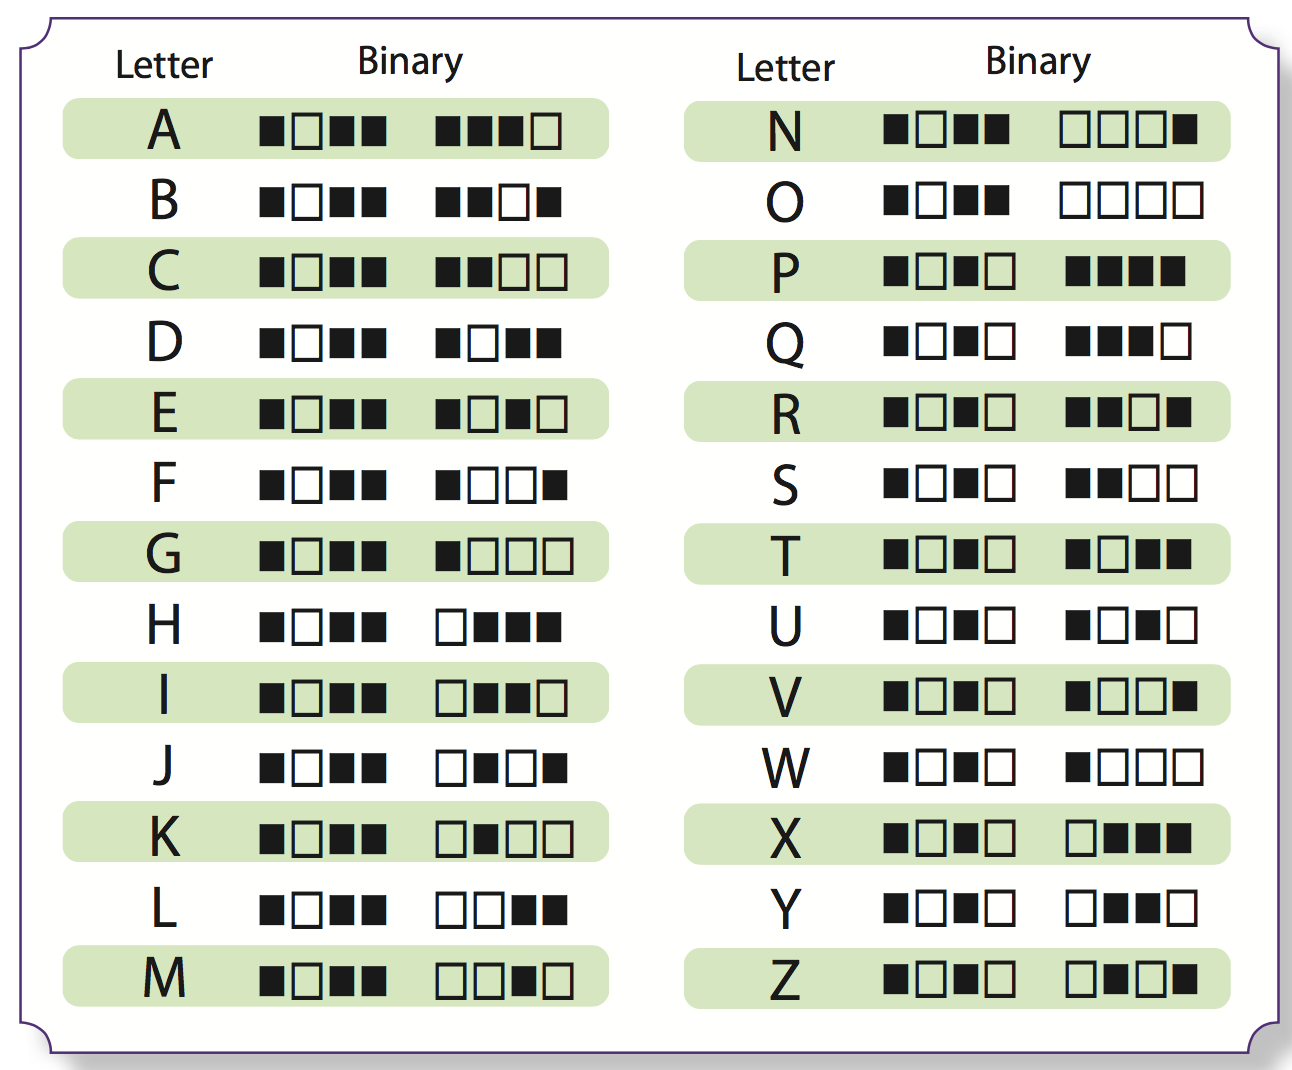 Letter Binary Letter Binary
A ■□■■ ■■■□ N ■□■■ □□□■
B ■□■■ ■■□■ O ■□■■ □□□□
C ■□■■ ■■□□ P ■□■□ ■■■■
D ■□■■ ■□■■ Q ■□■□ ■■■□
E ■□■■ ■□■□ R ■□■□ ■■□■
F ■□■■ ■□□■ S ■□■□ ■■□□
G ■□■■ ■□□□ T ■□■□ ■□■■
H ■□■■ □■■■ U ■□■□ ■□■□
I ■□■■ □■■□ V ■□■□ ■□□■
J ■□■■ □■□■ W ■□■□ ■□□□
K ■□■■ □■□□ X ■□■□ □■■■
L ■□■■ □□■■ Y ■□■□ □■■□
M ■□■■ □□■□ Z ■□■□ □■□■